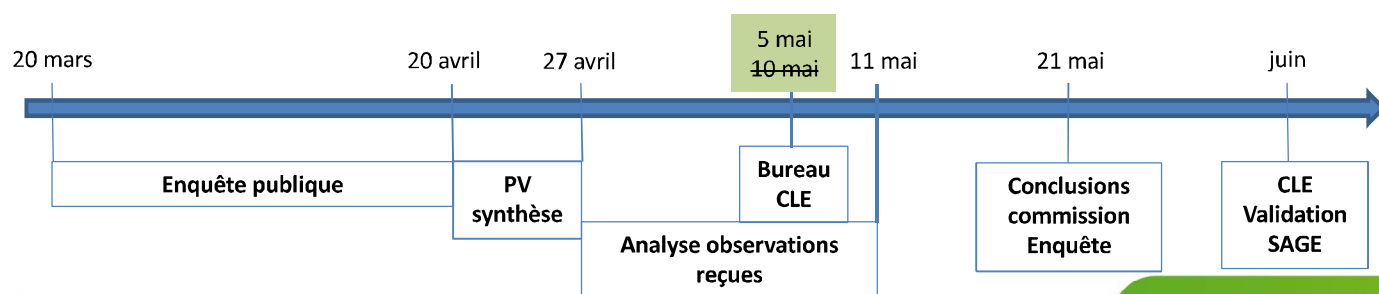 5 mai
20 mars
20 avril
27 avril
10 mai
11 mai
21 mai
juin
Enquête publique
PV
synthèse
Bureau
CLE
Conclusions
commission
Enquête
CLE
Validation
SAGE
Analyse observations
reçues